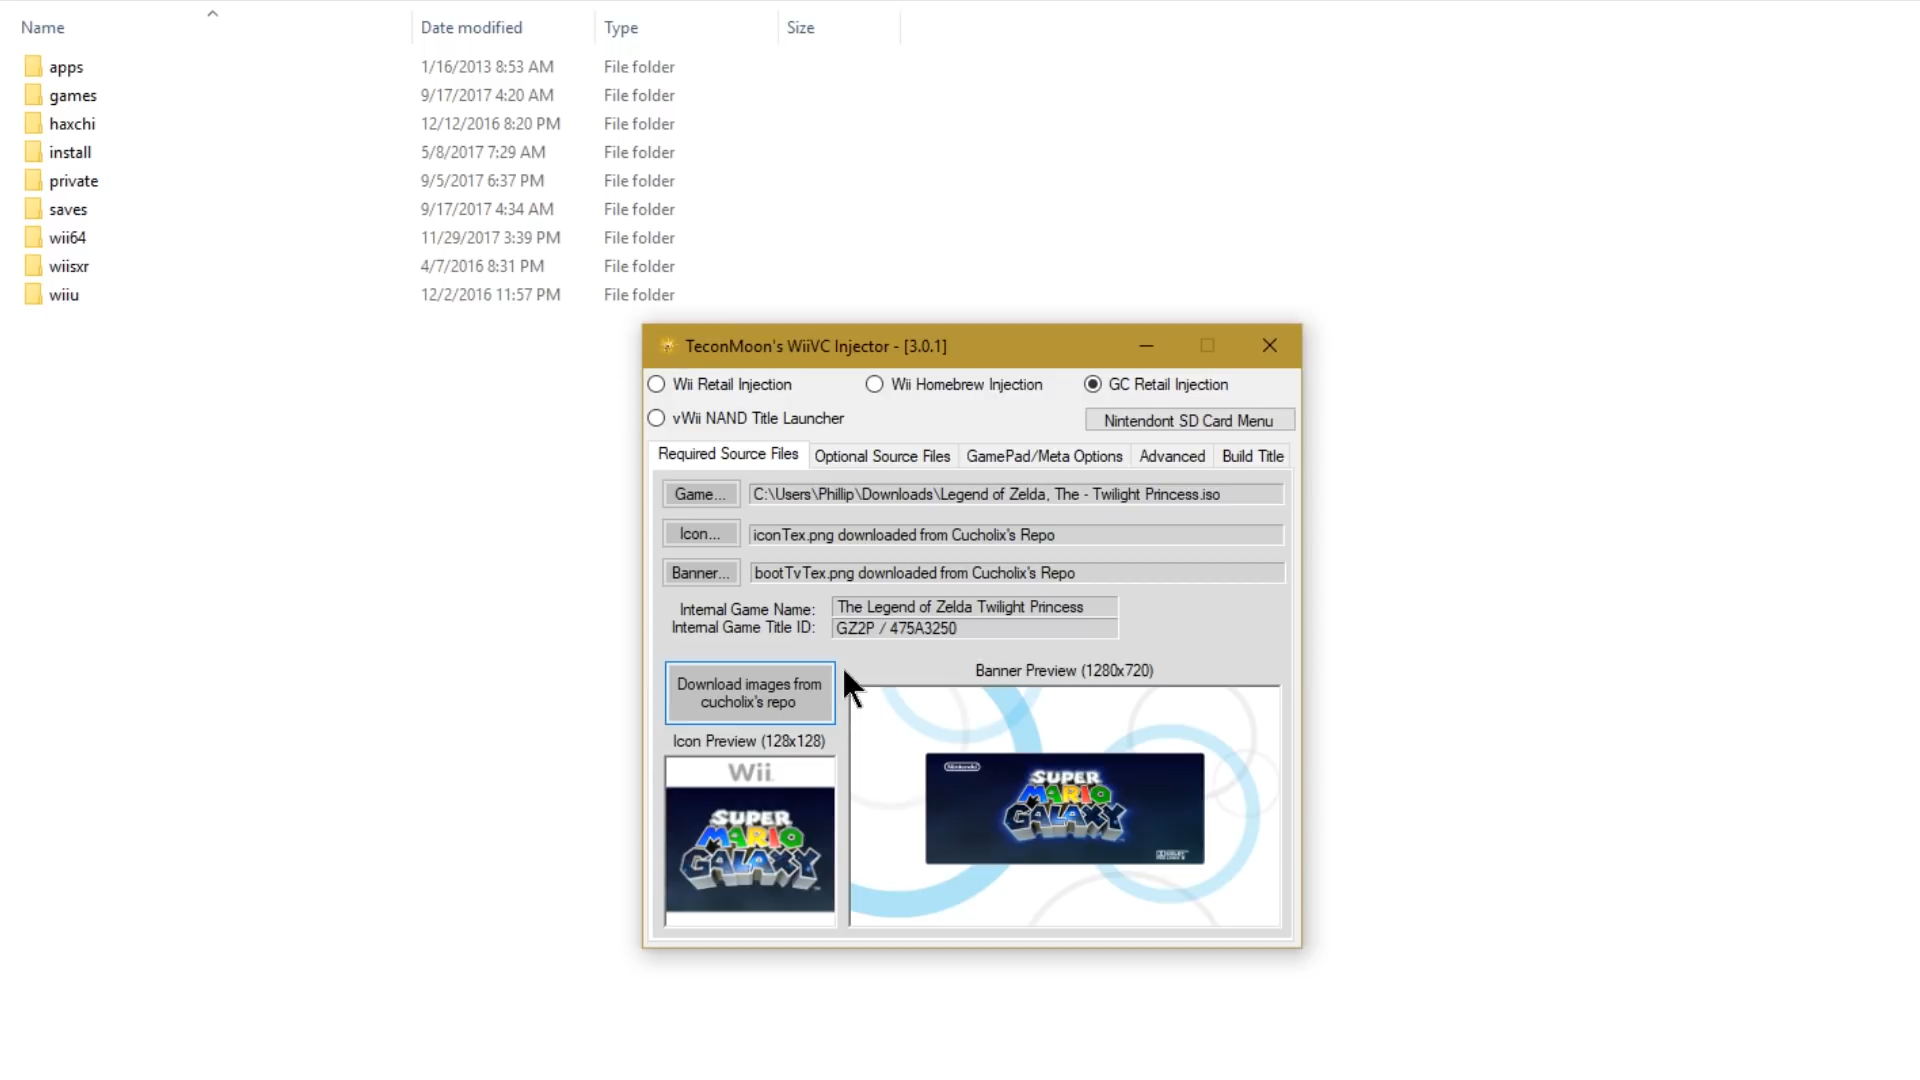 Name Date modified Type Size
apps 1/16/2013 8:53 AM File folder
games 9/17/2017 4:20 AM File folder
haxchi 12/12/2016 8:20 PM File folder
install 5/8/2017 7:29 AM File folder
private 9/5/2017 6:37 PM File folder
saves 9/17/2017 4:34 AM File folder
wii64 11/29/2017 3:39 PM File folder
wiisxr 4/7/2016 8:31 PM File folder
wiiu 12/2/2016 11:57 PM File folder
TeconMoon's WiiVC Injector - [3.0.1]
Wii Retail Injection Wii Homebrew Injection GC Retail Injection
vWii NAND Title Launcher Nintendont SD Card Menu
Required Source Files Optional Source Files GamePad/Meta Options Advanced Build Title
Game... C:\Users\Phillip\Downloads\Legend of Zelda, The - Twilight Princess.iso
Icon... iconTex.png downloaded from Cucholix's Repo
Banner... bootTvTex.png downloaded from Cucholix's Repo
Internal Game Name: The Legend of Zelda Twilight Princess
Internal Game Title ID: GZ2P / 475A3250
Download images from
cucholix's repo
Banner Preview (1280x720)
Icon Preview (128x128)
Wii
SUPER
MARIO
GALAXY
Nintendo
SUPER
MARIO
GALAXY